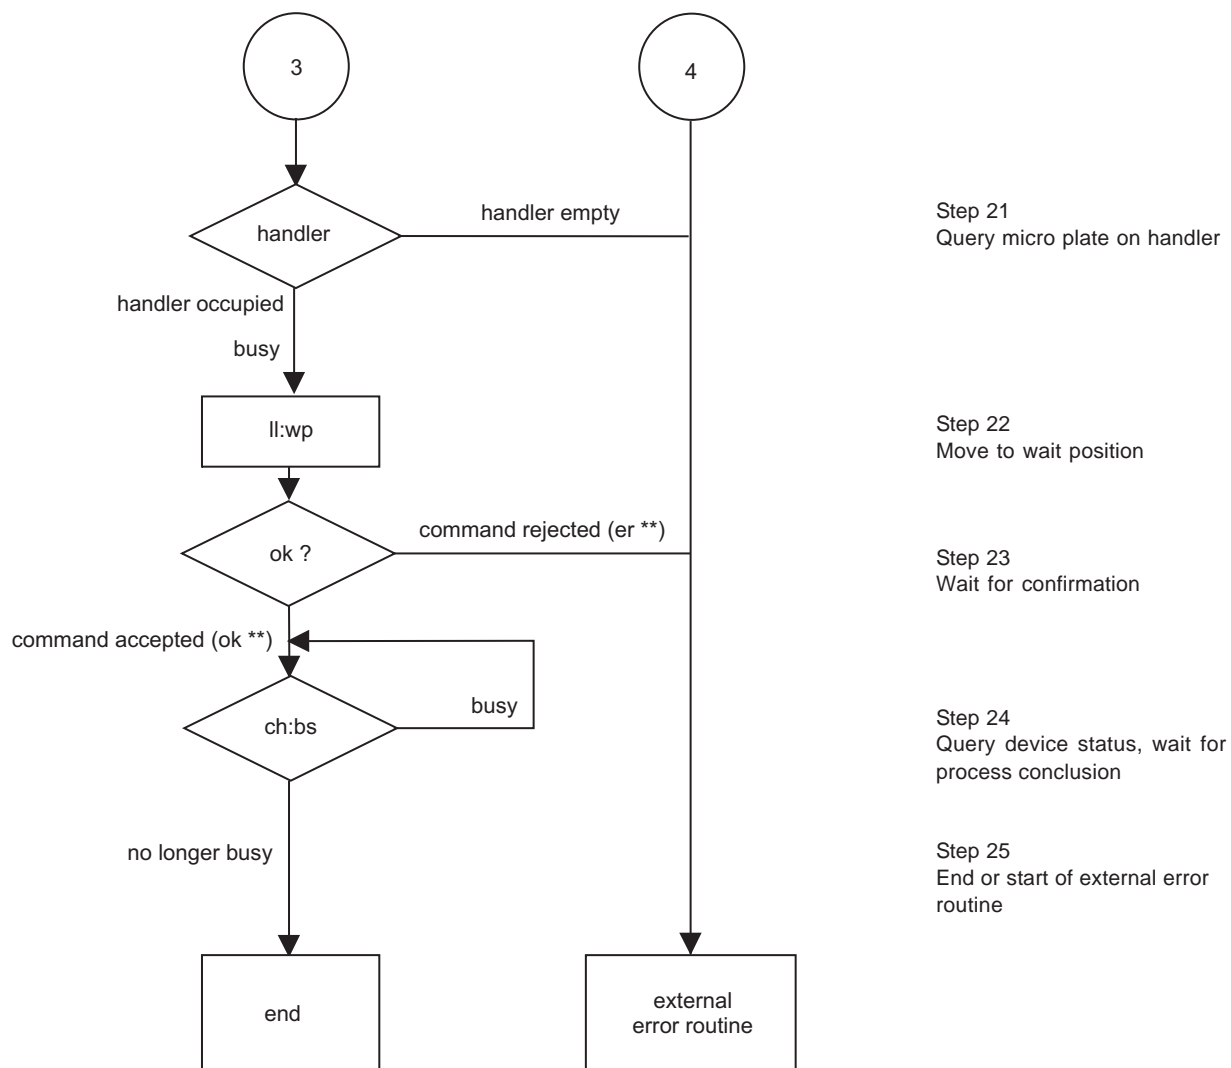 3
4
handler
handler empty
Step 21
Query micro plate on handler
handler occupied
busy
ll:wp
Step 22
Move to wait position
ok ?
command rejected (er **)
Step 23
Wait for confirmation
command accepted (ok **)
ch:bs
busy
Step 24
Query device status, wait for
process conclusion
no longer busy
Step 25
End or start of external error
routine
end
external
error routine